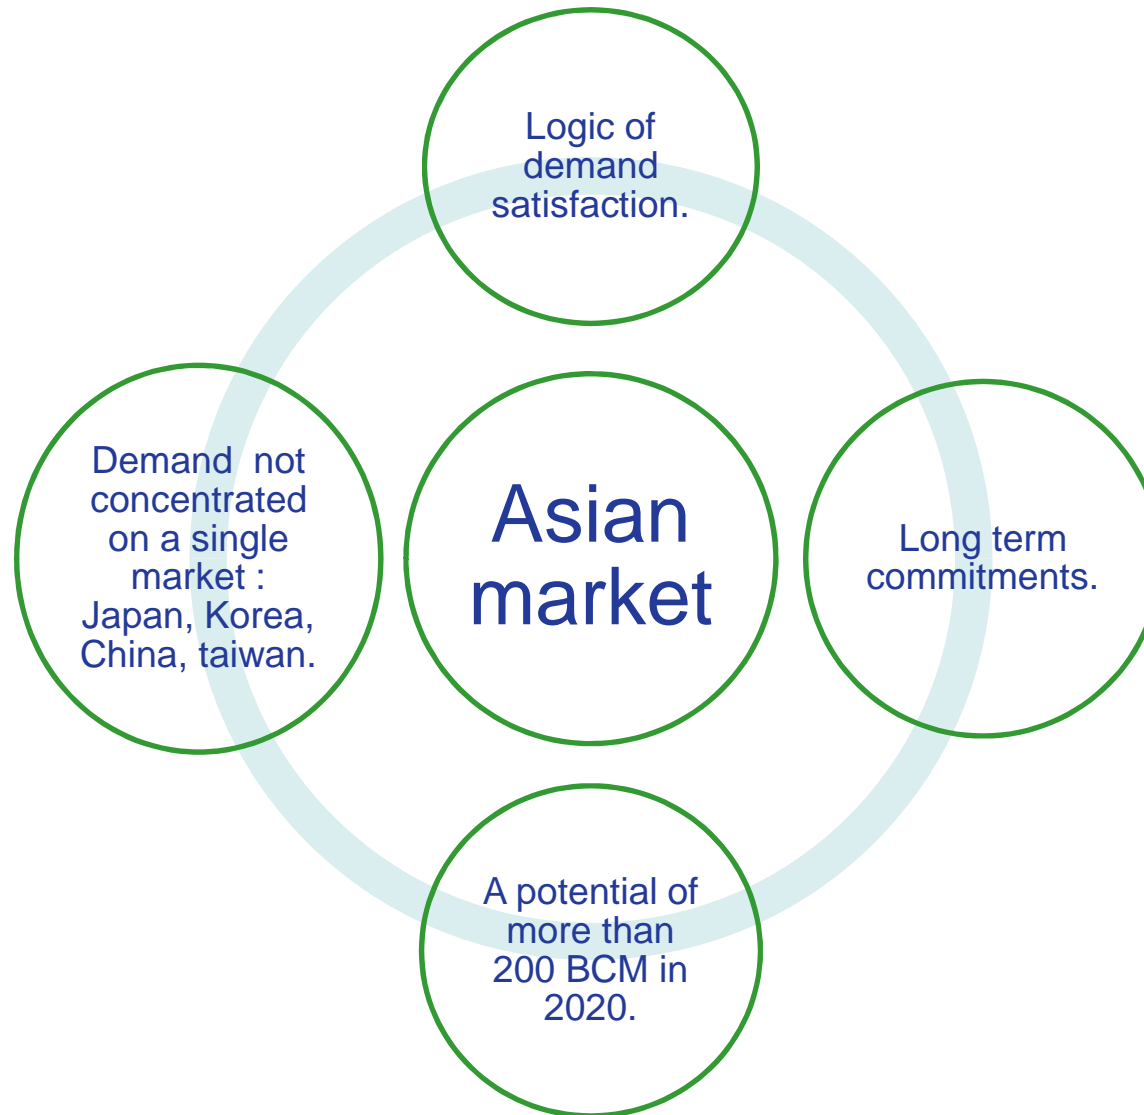 Logic of
demand
satisfaction.
Demand not
concentrated
on a single
market :
Japan, Korea,
China, taiwan.
Asian
market
Long term
commitments.
A potential of
more than
200 BCM in
2020.